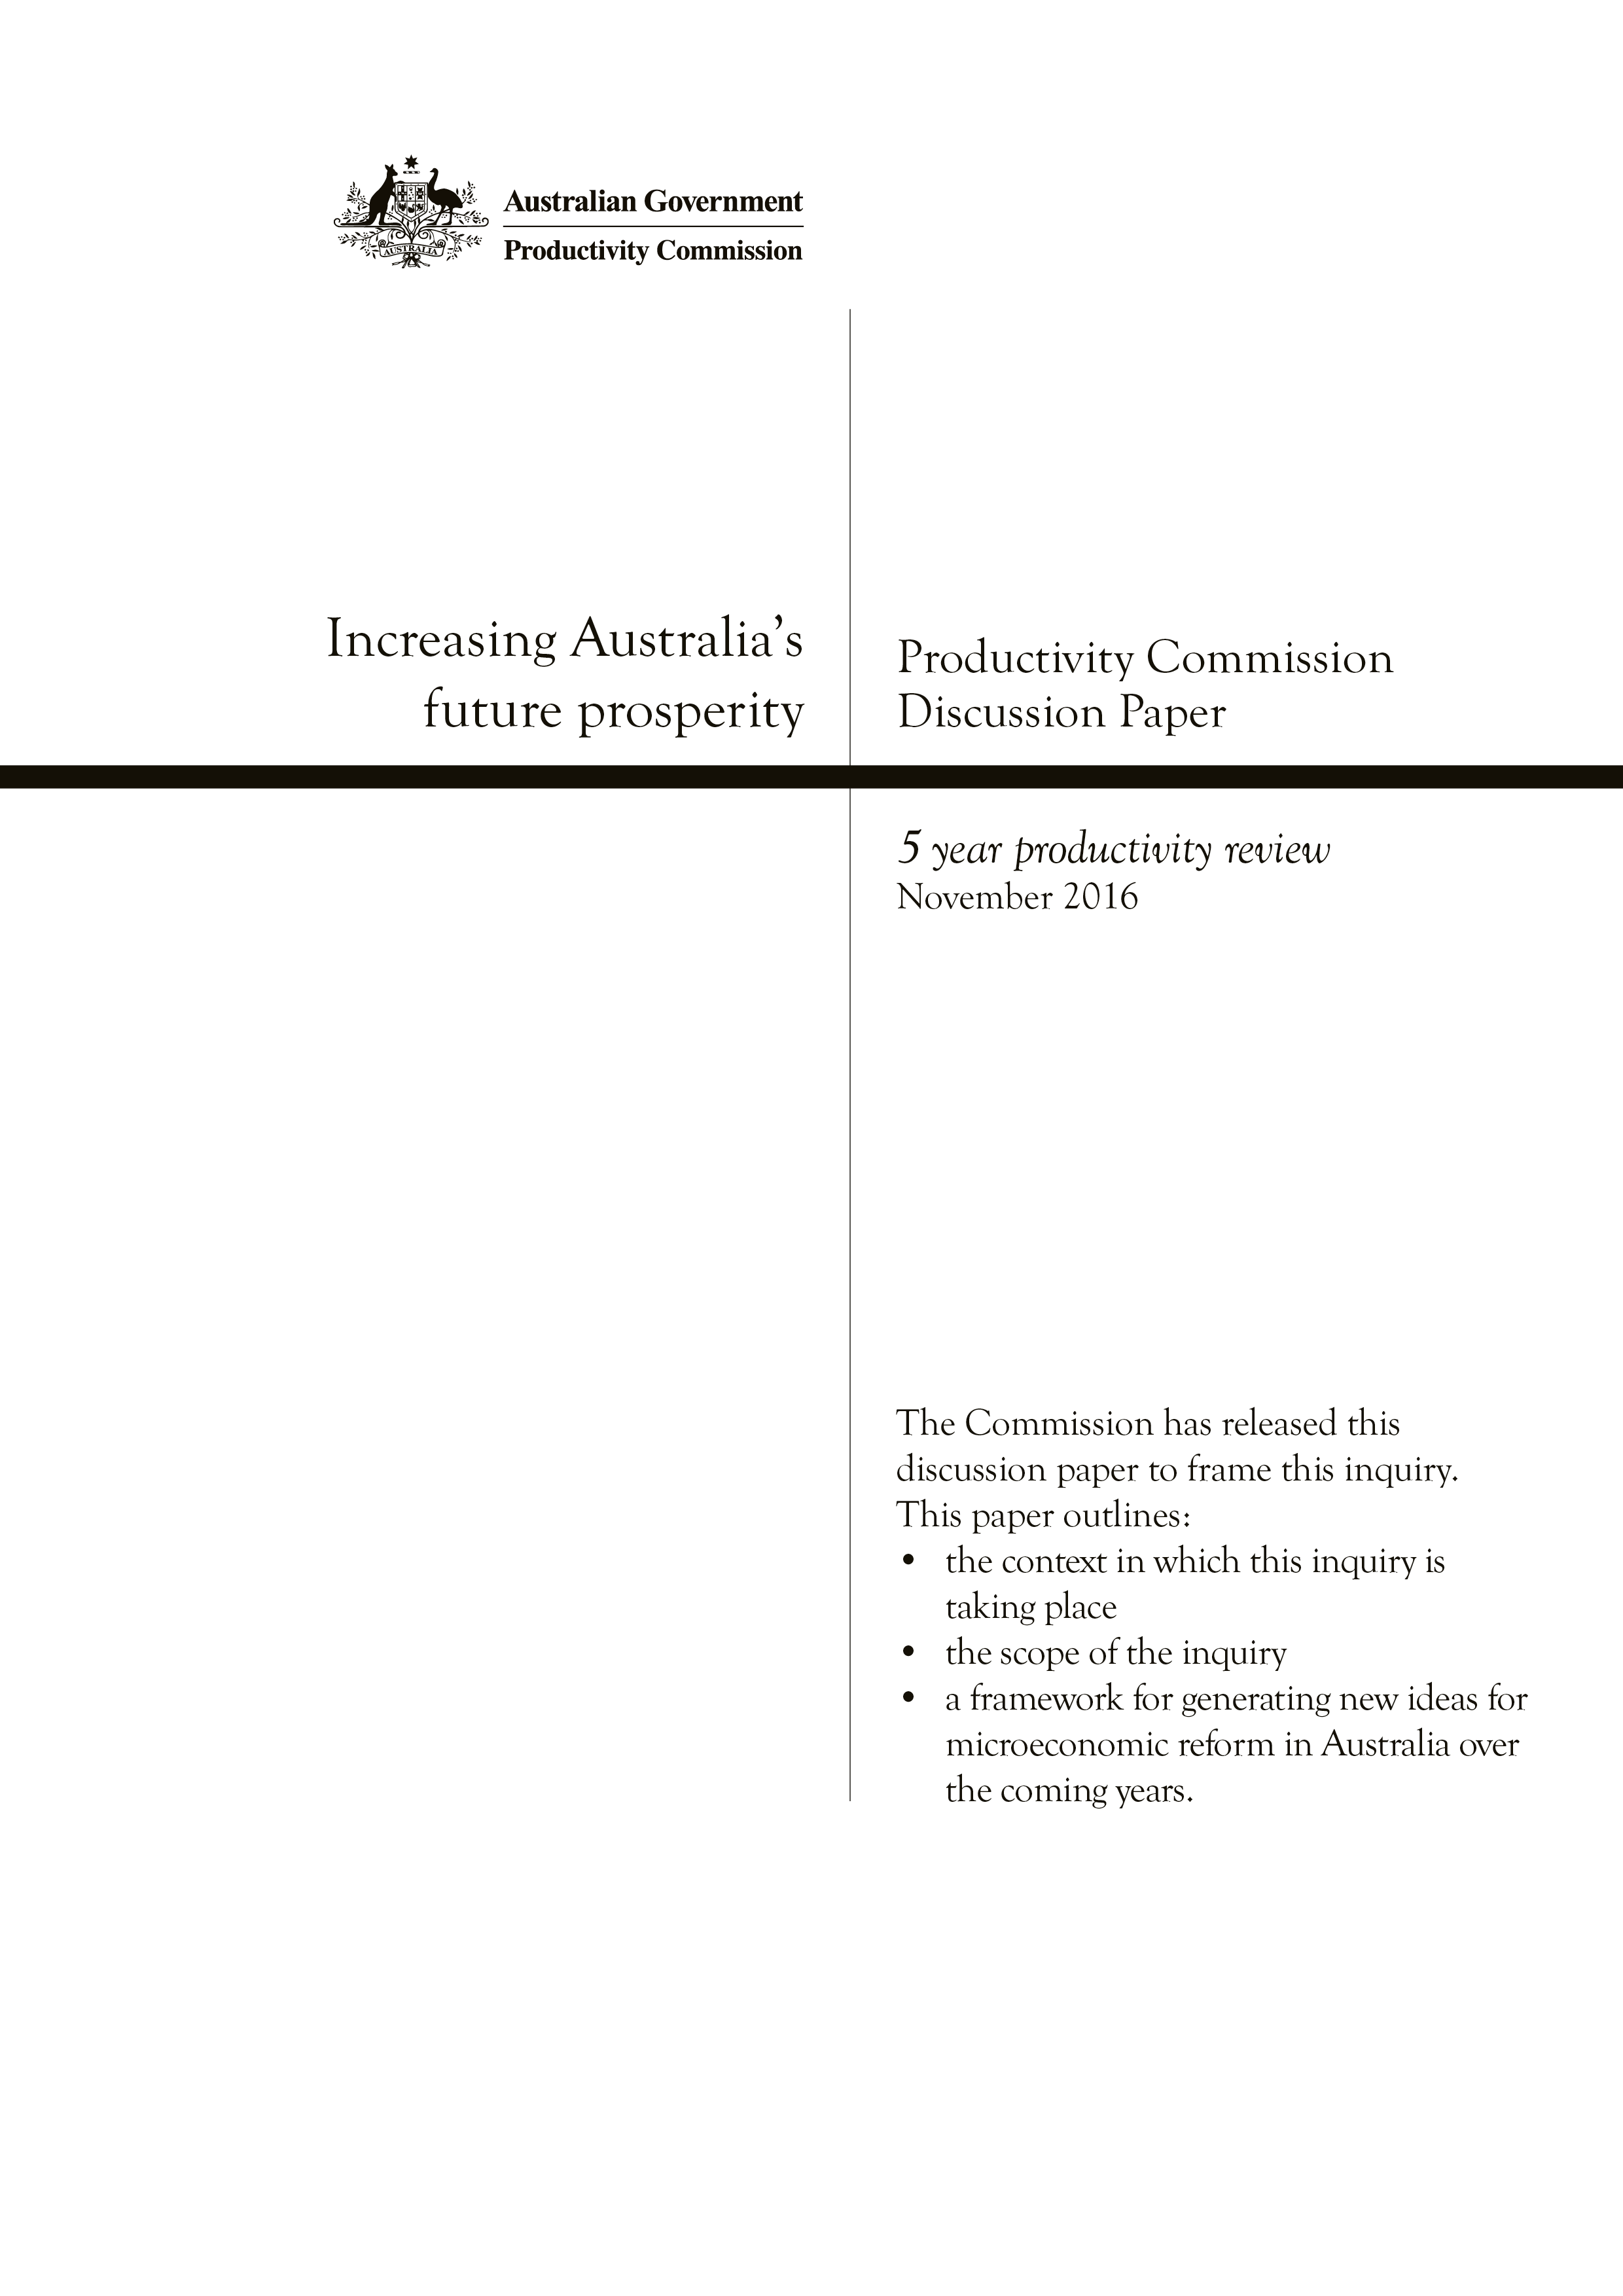 AUSTRALIA
Australian Government
Productivity Commission
Increasing Australia's
future prosperity
Productivity Commission
Discussion Paper
5 year productivity review
November 2016
The Commission has released this
discussion paper to frame this inquiry.
This paper outlines:
• the context in which this inquiry is
taking place
• the scope of the inquiry
• a framework for generating new ideas for
microeconomic reform in Australia over
the coming years.